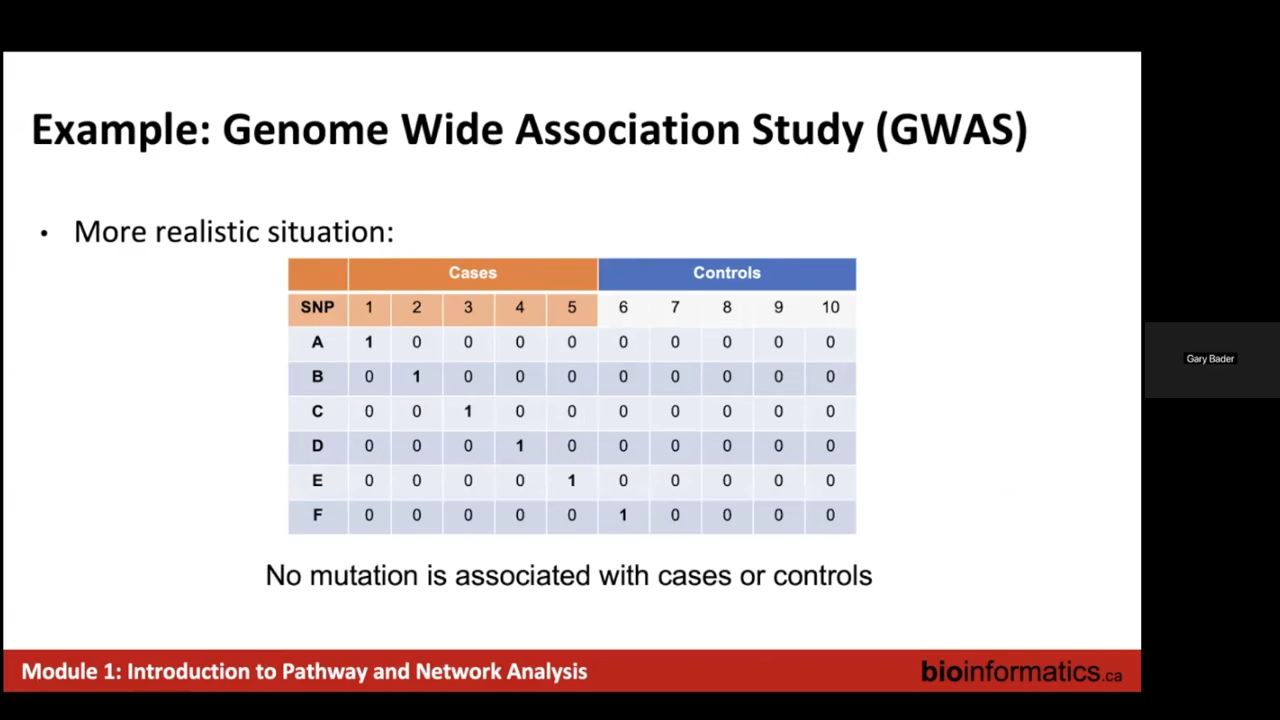 Example: Genome Wide Association Study (GWAS)
• More realistic situation:
Cases Controls
SNP 1 2 3 4 5 6 7 8 9 10
A 1 0 0 0 0 0 0 0 0 0
B 0 1 0 0 0 0 0 0 0 0
C 0 0 1 0 0 0 0 0 0 0
D 0 0 0 1 0 0 0 0 0 0
E 0 0 0 0 1 0 0 0 0 0
F 0 0 0 0 0 1 0 0 0 0
No mutation is associated with cases or controls
Module 1: Introduction to Pathway and Network Analysis
bioinformatics.ca
Gary Bader